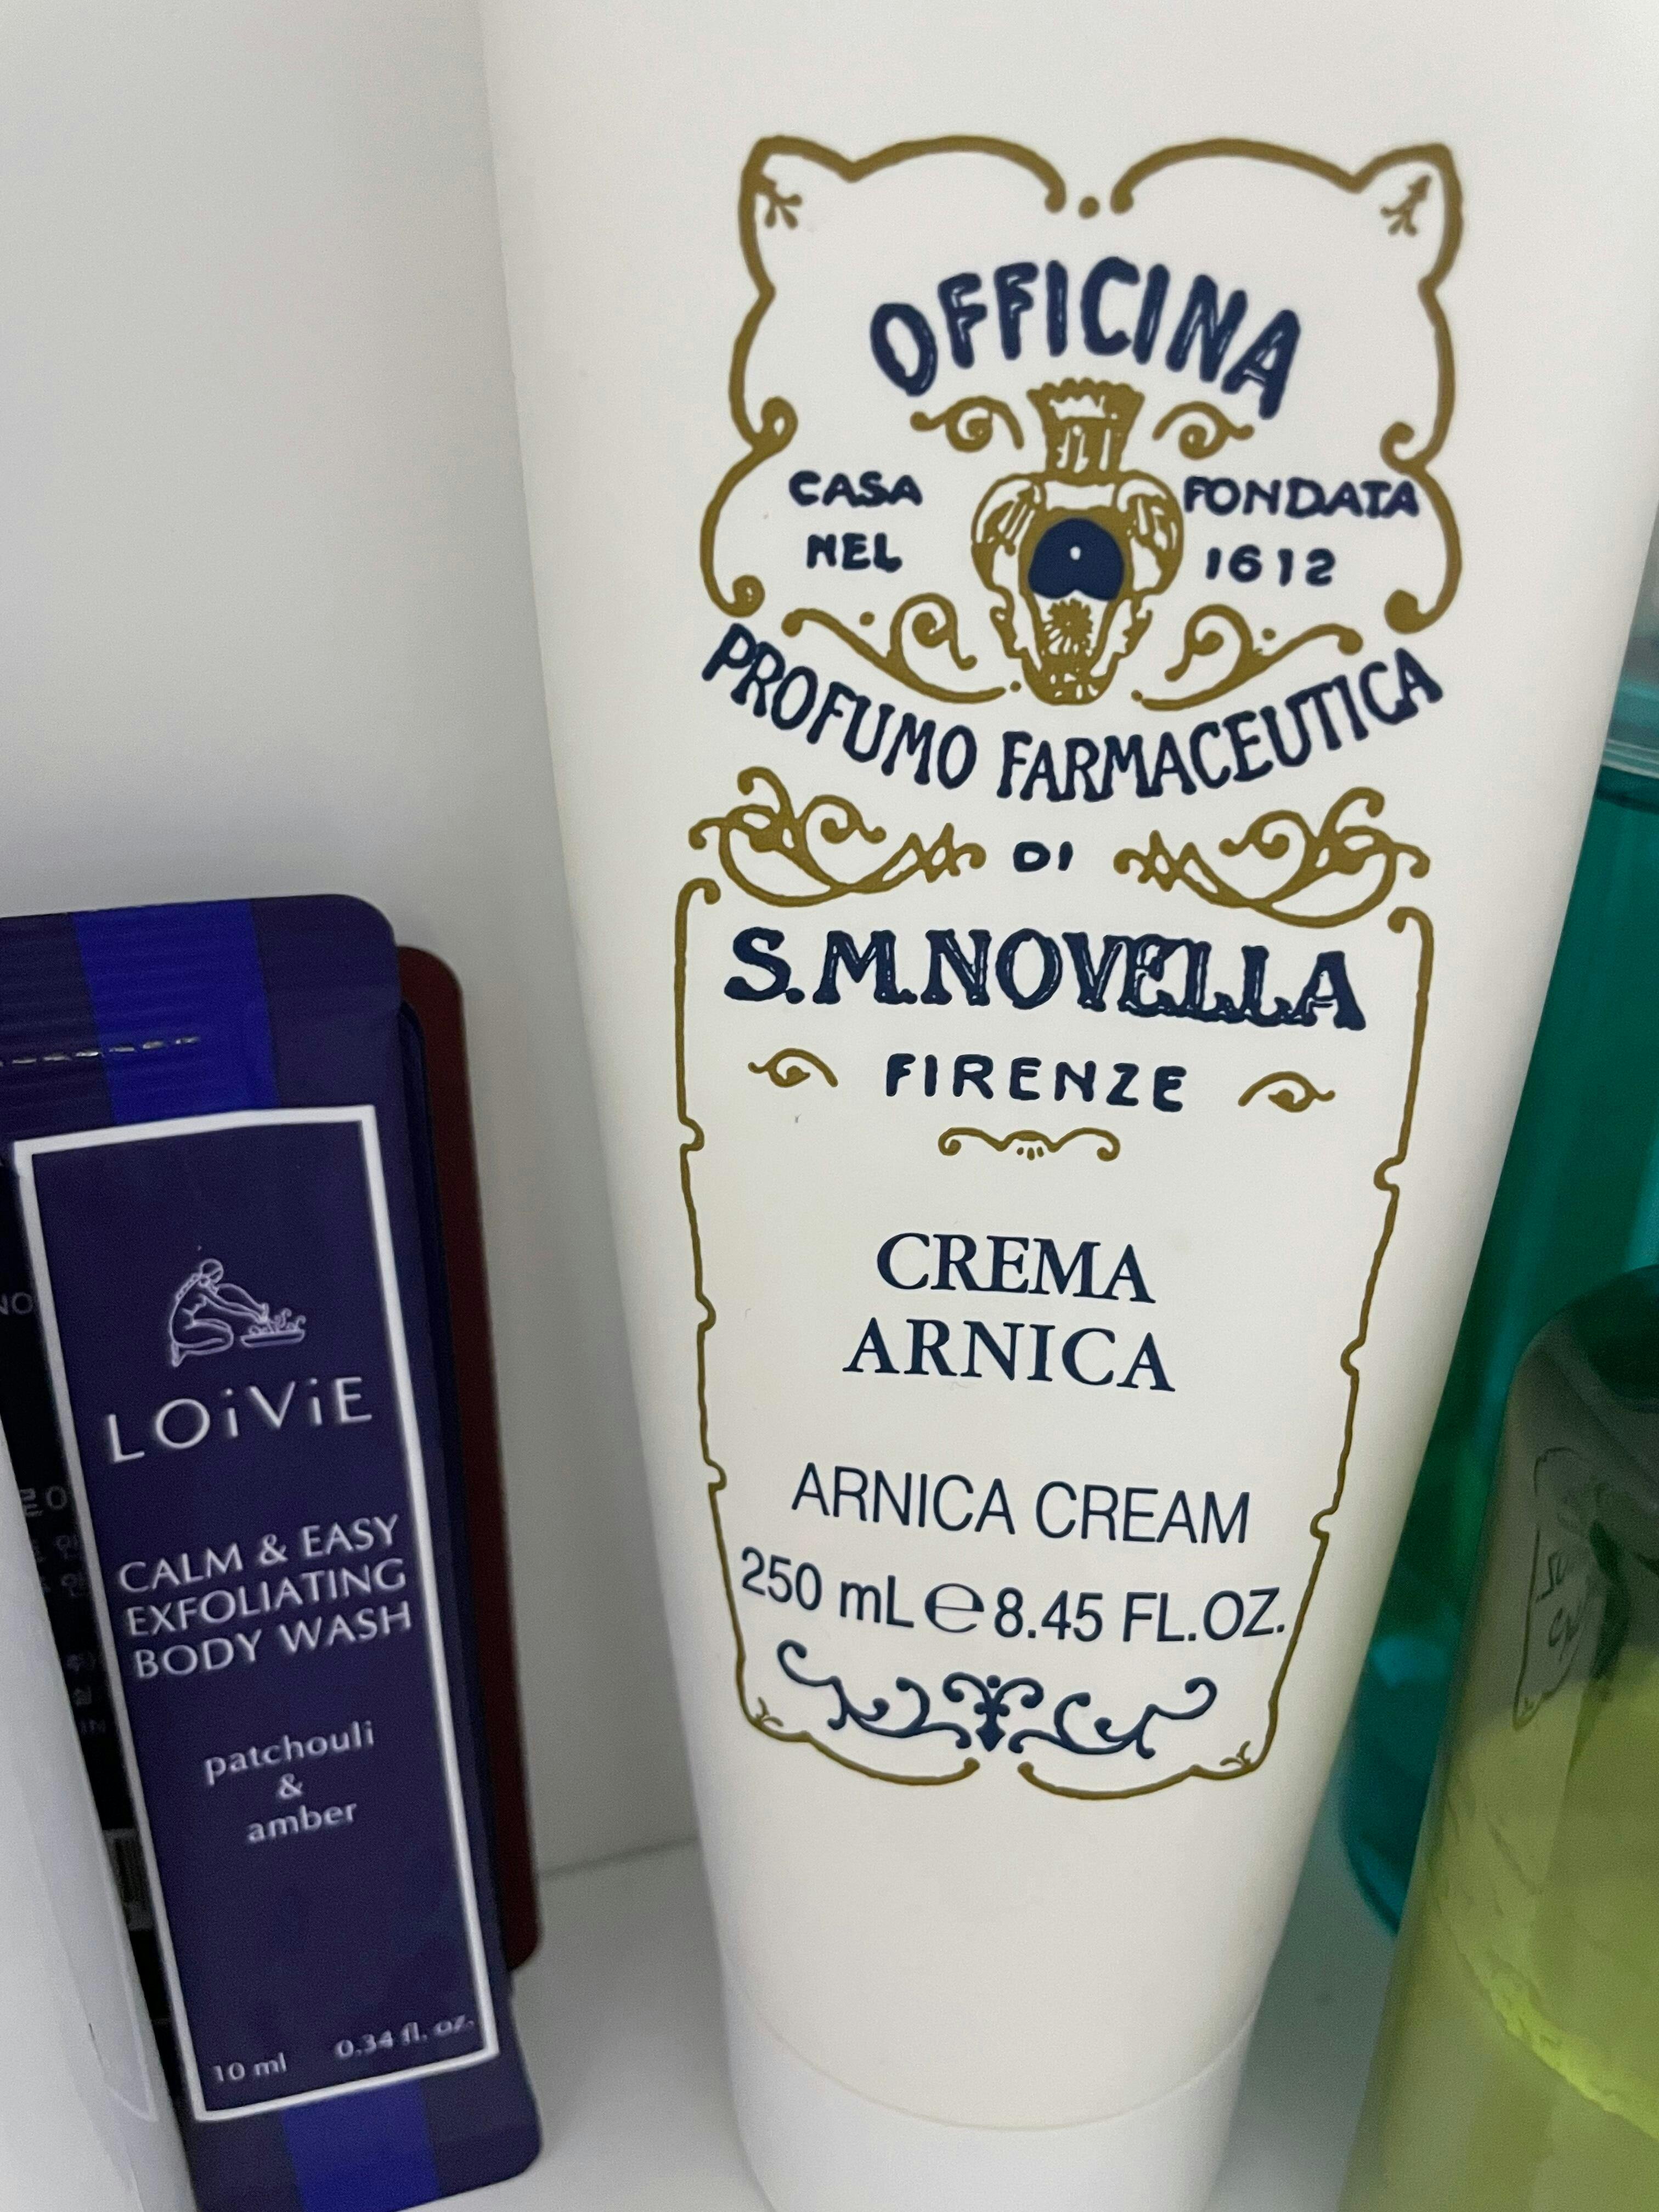 OFFICINA
CASA FONDATA
NEL 1612
PROFUMO FARMACEUTICA
DI
S.M.NOVELLA
FIRENZE
CREMA
ARNICA
ARNICA CREAM
250 mL ℮ 8.45 FL.OZ.
LOiViE
CALM & EASY
EXFOLIATING
BODY WASH
patchouli
&
amber
10 ml 0.34 fl. oz.